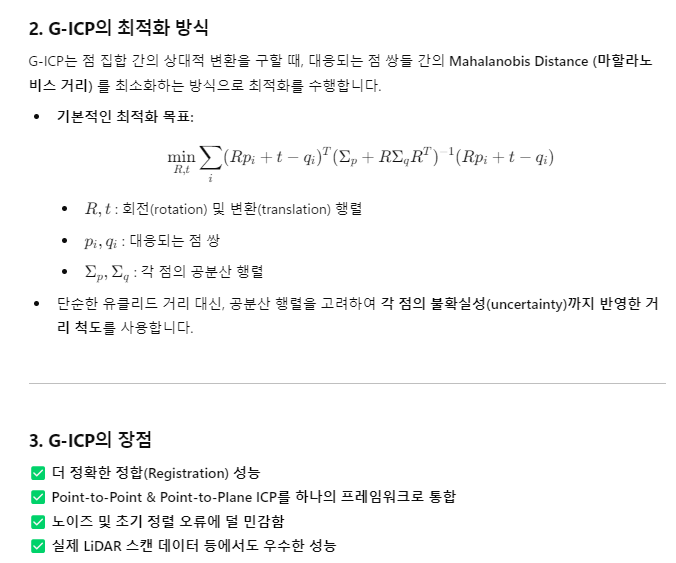 2. G-ICP의 최적화 방식
G-ICP는 점 집합 간의 상대적 변환을 구할 때, 대응되는 점 쌍들 간의 Mahalanobis Distance (마할라노
비스 거리) 를 최소화하는 방식으로 최적화를 수행합니다.
• 기본적인 최적화 목표:
$$\min_{R,t} \sum_{i} (Rp_i + t - q_i)^T (\Sigma_p + R\Sigma_q R^T)^{-1} (Rp_i + t - q_i)$$
• $R, t$ : 회전(rotation) 및 변환(translation) 행렬
• $p_i, q_i$ : 대응되는 점 쌍
• $\Sigma_p, \Sigma_q$ : 각 점의 공분산 행렬
• 단순한 유클리드 거리 대신, 공분산 행렬을 고려하여 각 점의 불확실성(uncertainty)까지 반영한 거
리 척도를 사용합니다.
3. G-ICP의 장점
✅ 더 정확한 정합(Registration) 성능
✅ Point-to-Point & Point-to-Plane ICP를 하나의 프레임워크로 통합
✅ 노이즈 및 초기 정렬 오류에 덜 민감함
✅ 실제 LiDAR 스캔 데이터 등에서도 우수한 성능